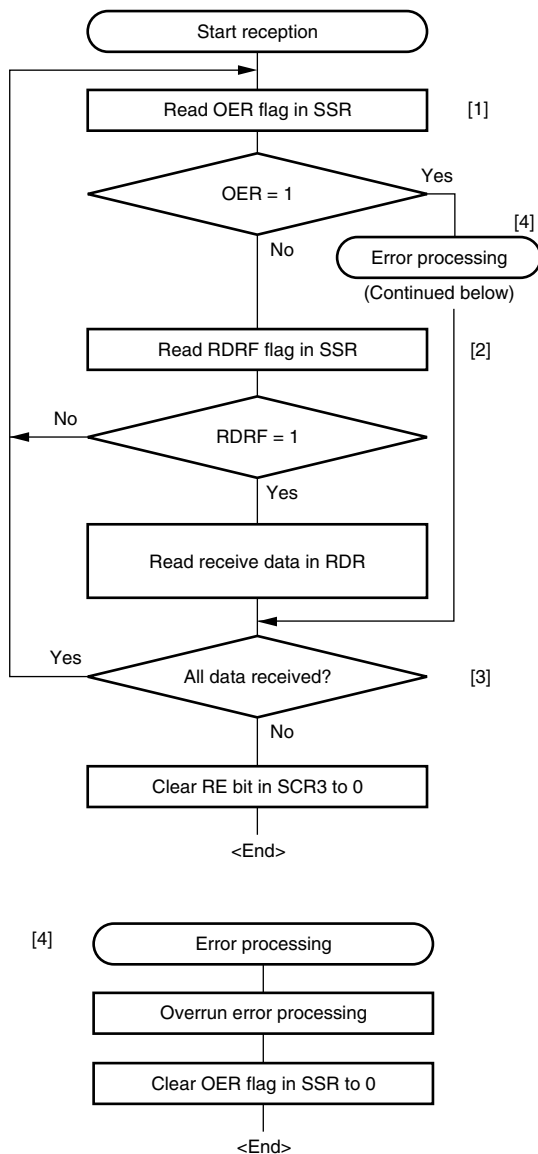 Start reception
Read OER flag in SSR
[1]
OER = 1
Yes
No
[4]
Error processing
(Continued below)
Read RDRF flag in SSR
[2]
No
RDRF = 1
Yes
Read receive data in RDR
Yes
All data received?
[3]
No
Clear RE bit in SCR3 to 0
<End>
[4]
Error processing
Overrun error processing
Clear OER flag in SSR to 0
<End>